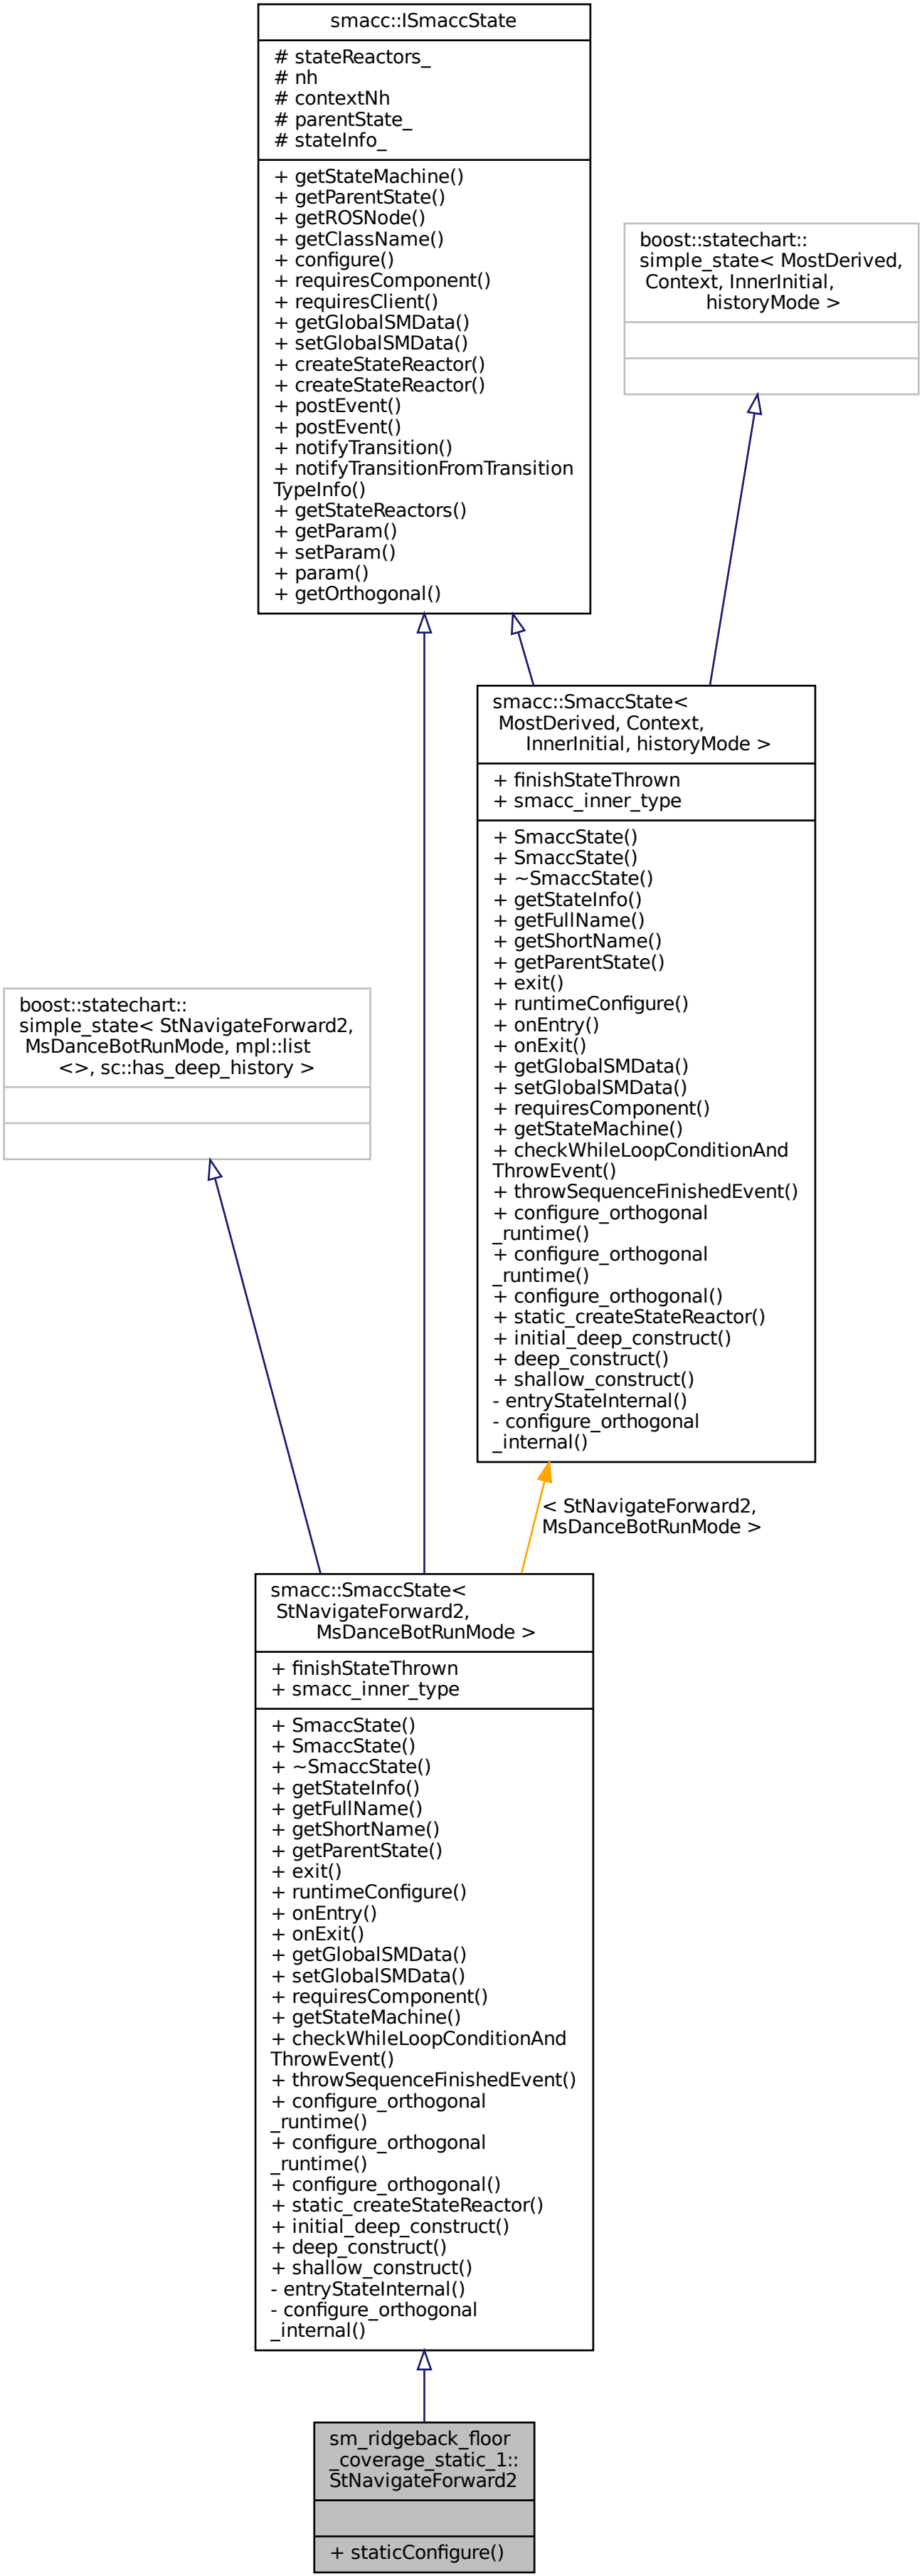 smacc::ISmaccState
# stateReactors_
# nh
# contextNh
# parentState_
# stateInfo_
+ getStateMachine()
+ getParentState()
+ getROSNode()
+ getClassName()
+ configure()
+ requiresComponent()
+ requiresClient()
+ getGlobalSMData()
+ setGlobalSMData()
+ createStateReactor()
+ createStateReactor()
+ postEvent()
+ postEvent()
+ notifyTransition()
+ notifyTransitionFromTransition
TypeInfo()
+ getStateReactors()
+ getParam()
+ setParam()
+ param()
+ getOrthogonal()
boost::statechart::
simple_state< MostDerived,
Context, InnerInitial,
historyMode >
smacc::SmaccState<
MostDerived, Context,
InnerInitial, historyMode >
+ finishStateThrown
+ smacc_inner_type
+ SmaccState()
+ SmaccState()
+ ~SmaccState()
+ getStateInfo()
+ getFullName()
+ getShortName()
+ getParentState()
+ exit()
+ runtimeConfigure()
+ onEntry()
+ onExit()
+ getGlobalSMData()
+ setGlobalSMData()
+ requiresComponent()
+ getStateMachine()
+ checkWhileLoopConditionAnd
ThrowEvent()
+ throwSequenceFinishedEvent()
+ configure_orthogonal
_runtime()
+ configure_orthogonal
_runtime()
+ configure_orthogonal()
+ static_createStateReactor()
+ initial_deep_construct()
+ deep_construct()
+ shallow_construct()
- entryStateInternal()
- configure_orthogonal
_internal()
boost::statechart::
simple_state< StNavigateForward2,
MsDanceBotRunMode, mpl::list
<>, sc::has_deep_history >
< StNavigateForward2,
MsDanceBotRunMode >
smacc::SmaccState<
StNavigateForward2,
MsDanceBotRunMode >
+ finishStateThrown
+ smacc_inner_type
+ SmaccState()
+ SmaccState()
+ ~SmaccState()
+ getStateInfo()
+ getFullName()
+ getShortName()
+ getParentState()
+ exit()
+ runtimeConfigure()
+ onEntry()
+ onExit()
+ getGlobalSMData()
+ setGlobalSMData()
+ requiresComponent()
+ getStateMachine()
+ checkWhileLoopConditionAnd
ThrowEvent()
+ throwSequenceFinishedEvent()
+ configure_orthogonal
_runtime()
+ configure_orthogonal
_runtime()
+ configure_orthogonal()
+ static_createStateReactor()
+ initial_deep_construct()
+ deep_construct()
+ shallow_construct()
- entryStateInternal()
- configure_orthogonal
_internal()
sm_ridgeback_floor
_coverage_static_1::
StNavigateForward2
+ staticConfigure()